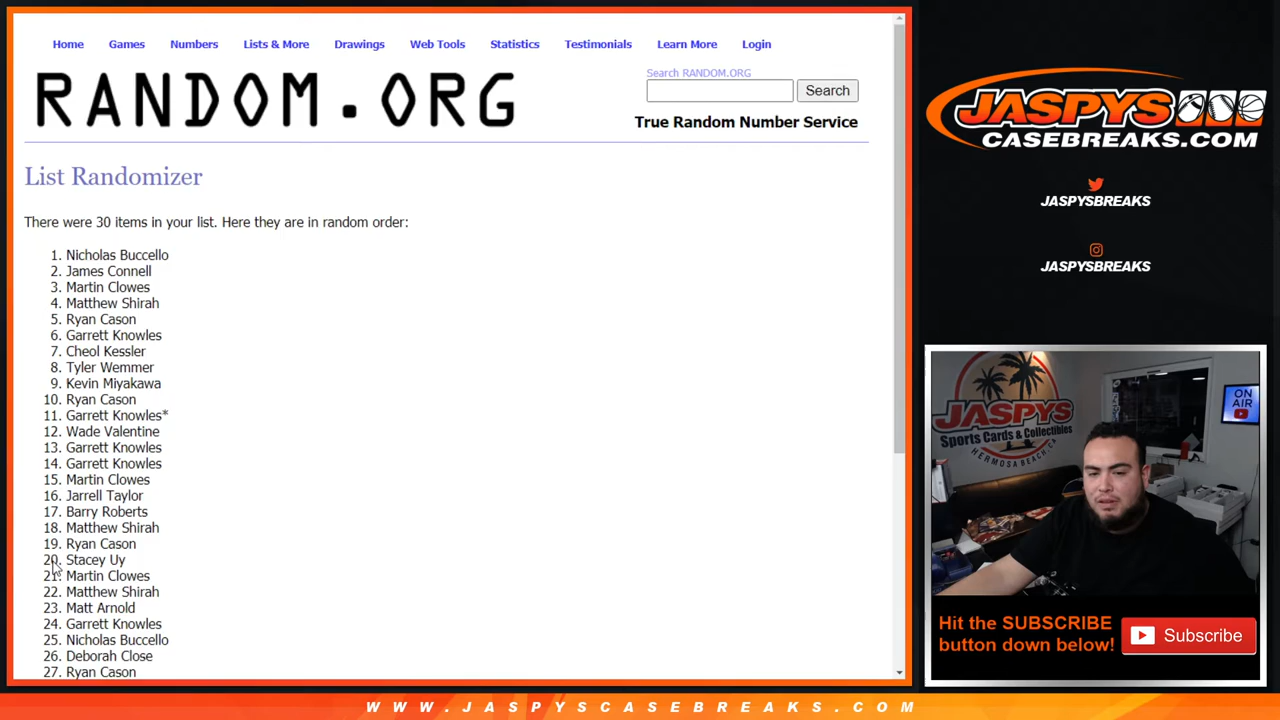 Home Games Numbers Lists & More Drawings Web Tools Statistics Testimonials Learn More Login
RANDOM.ORG
Search RANDOM.ORG
Search
True Random Number Service
List Randomizer
There were 30 items in your list. Here they are in random order:
1. Nicholas Buccello
2. James Connell
3. Martin Clowes
4. Matthew Shirah
5. Ryan Cason
6. Garrett Knowles
7. Cheol Kessler
8. Tyler Wemmer
9. Kevin Miyakawa
10. Ryan Cason
11. Garrett Knowles*
12. Wade Valentine
13. Garrett Knowles
14. Garrett Knowles
15. Martin Clowes
16. Jarrell Taylor
17. Barry Roberts
18. Matthew Shirah
19. Ryan Cason
20. Stacey Uy
21. Martin Clowes
22. Matthew Shirah
23. Matt Arnold
24. Garrett Knowles
25. Nicholas Buccello
26. Deborah Close
27. Ryan Cason
JASPYS
CASEBREAKS.COM
JASPYSBREAKS
JASPYSBREAKS
JASPYS
Sports Cards & Collectibles
HERMOSA BEACH, CA
ON
AIR
Hit the SUBSCRIBE
button down below!
Subscribe
WWW.JASPYSCASEBREAKS.COM